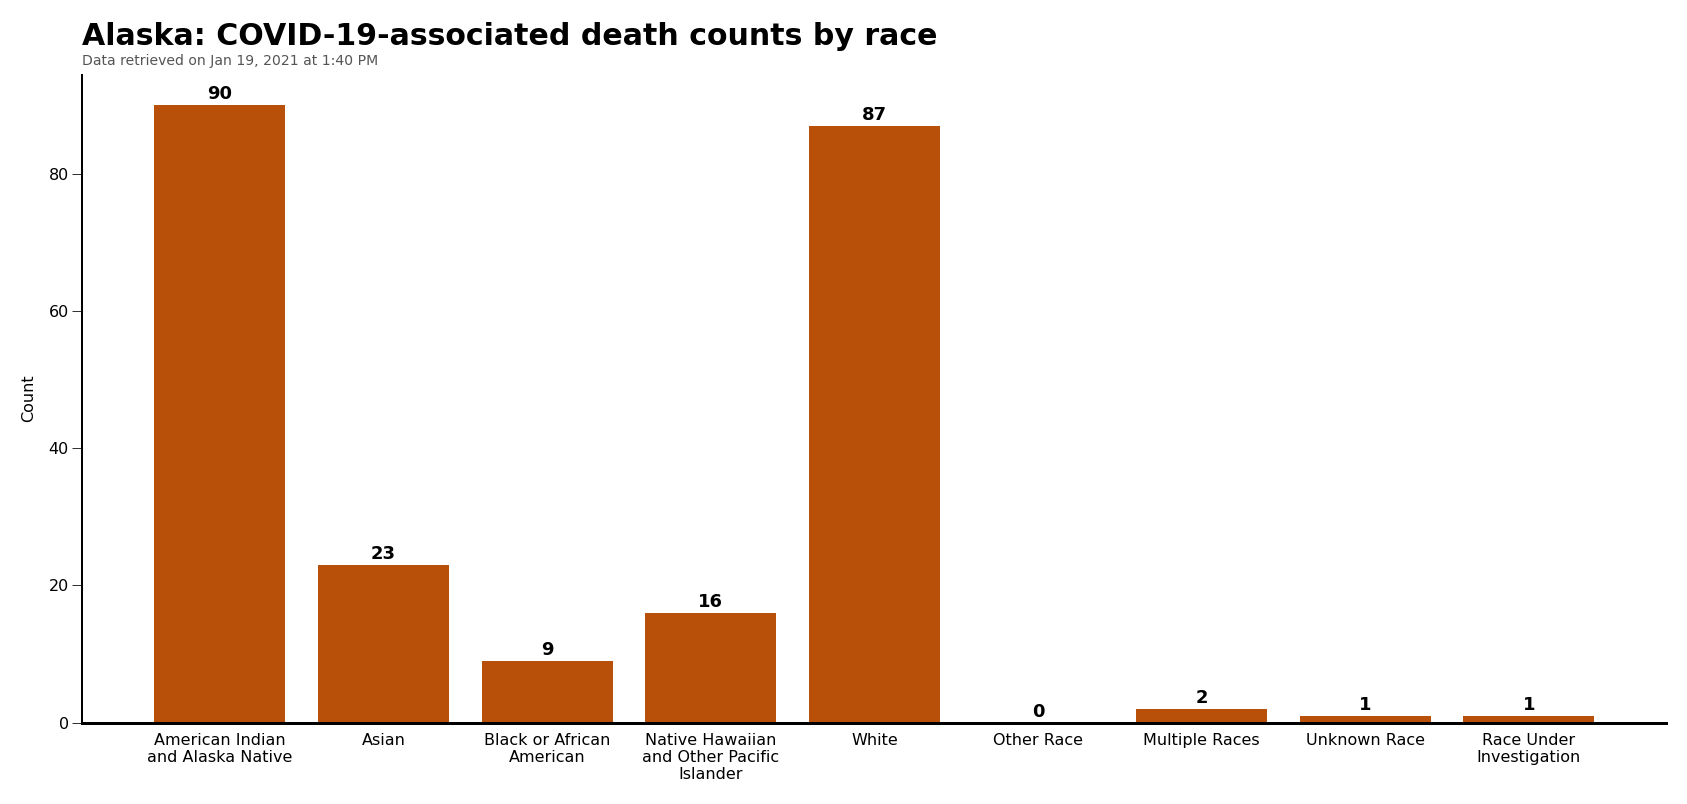 Alaska: COVID-19-associated death counts by race
Data retrieved on Jan 19, 2021 at 1:40 PM
Count
80
60
40
20
0
90
23
9
16
87
0
2
1
1
American Indian
and Alaska Native
Asian
Black or African
American
Native Hawaiian
and Other Pacific
Islander
White
Other Race
Multiple Races
Unknown Race
Race Under
Investigation